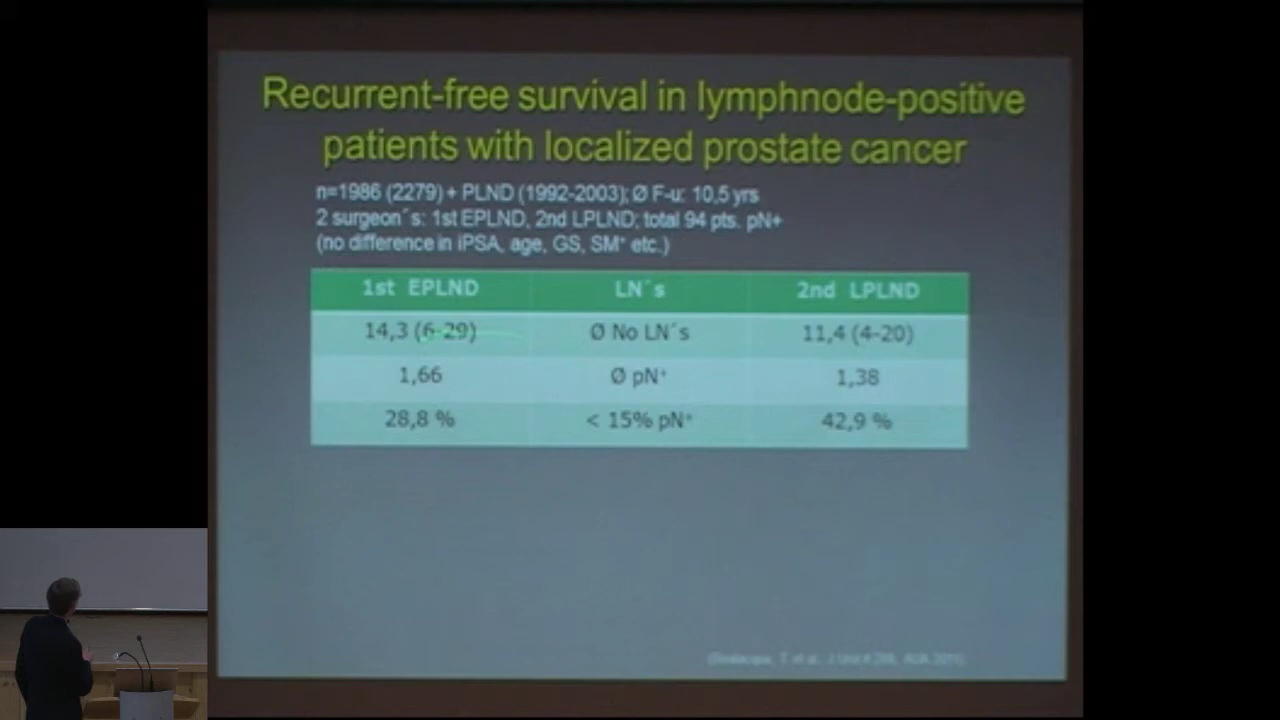 Recurrent-free survival in lymphnode-positive
patients with localized prostate cancer
n=1986 (2279) + PLND (1992-2003); Ø F-u: 10,5 yrs
2 surgeon´s: 1st EPLND, 2nd LPLND; total 94 pts. pN+
(no difference in iPSA, age, GS, SM⁺ etc.)
1st EPLND LN´s 2nd LPLND
14,3 (6-29) Ø No LN´s 11,4 (4-20)
1,66 Ø pN⁺ 1,38
28,8 % < 15% pN⁺ 42,9 %